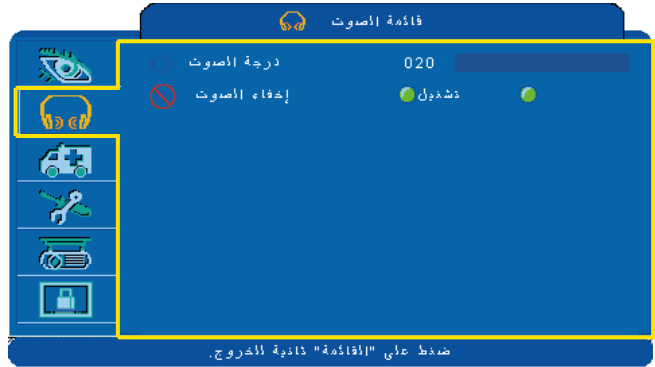 قائمة الصوت
درجة الصوت 020
إخفاء الصوت تشغيل
ضغط على "القائمة" ثانية للخروج.